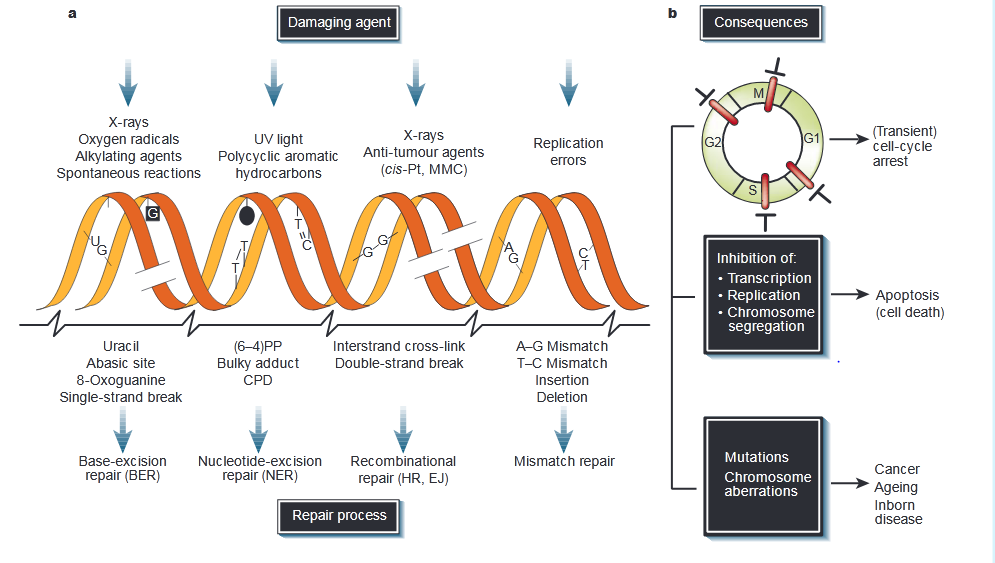 a
Damaging agent
X-rays
Oxygen radicals
Alkylating agents
Spontaneous reactions
UV light
Polycyclic aromatic
hydrocarbons
X-rays
Anti-tumour agents
(cis-Pt, MMC)
Replication
errors
U
G
G
T
T
T
C
G
G
A
G
C
T
Uracil
Abasic site
8-Oxoguanine
Single-strand break
(6–4)PP
Bulky adduct
CPD
Interstrand cross-link
Double-strand break
A–G Mismatch
T–C Mismatch
Insertion
Deletion
Base-excision
repair (BER)
Nucleotide-excision
repair (NER)
Recombinational
repair (HR, EJ)
Mismatch repair
Repair process
b
Consequences
M
G1
G2
S
(Transient)
cell-cycle
arrest
Inhibition of:
• Transcription
• Replication
• Chromosome
segregation
Apoptosis
(cell death)
Mutations
Chromosome
aberrations
Cancer
Ageing
Inborn
disease